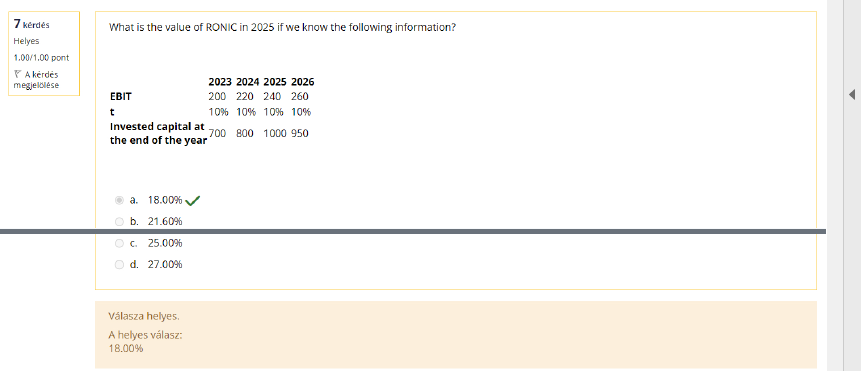 7 kérdés
Helyes
1.00/1.00 pont
A kérdés
megjelölése
What is the value of RONIC in 2025 if we know the following information?
2023 2024 2025 2026
EBIT 200 220 240 260
t 10% 10% 10% 10%
Invested capital at
the end of the year 700 800 1000 950
a. 18.00%
b. 21.60%
c. 25.00%
d. 27.00%
Válasza helyes.
A helyes válasz:
18.00%